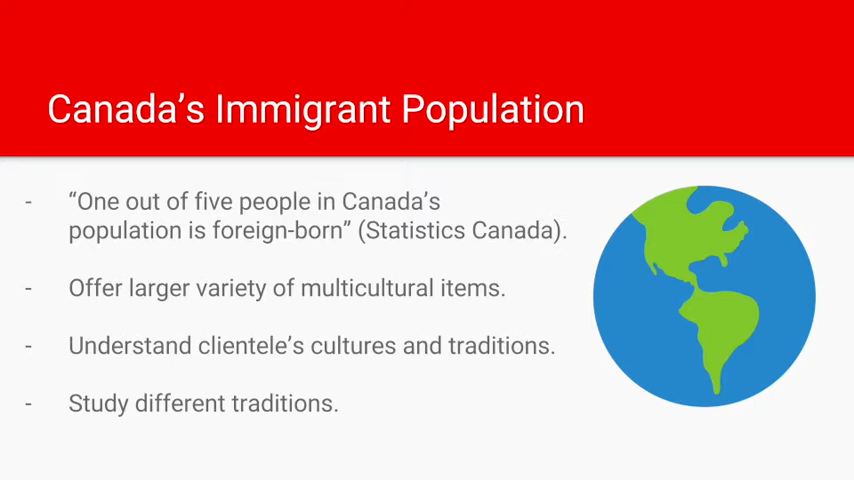 Canada’s Immigrant Population
- “One out of five people in Canada’s
population is foreign-born” (Statistics Canada).
- Offer larger variety of multicultural items.
- Understand clientele’s cultures and traditions.
- Study different traditions.